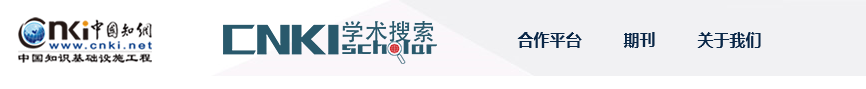 cnki中国知网
www.cnki.net
中国知识基础设施工程
CNKI学术搜索
scholar
合作平台
期刊
关于我们